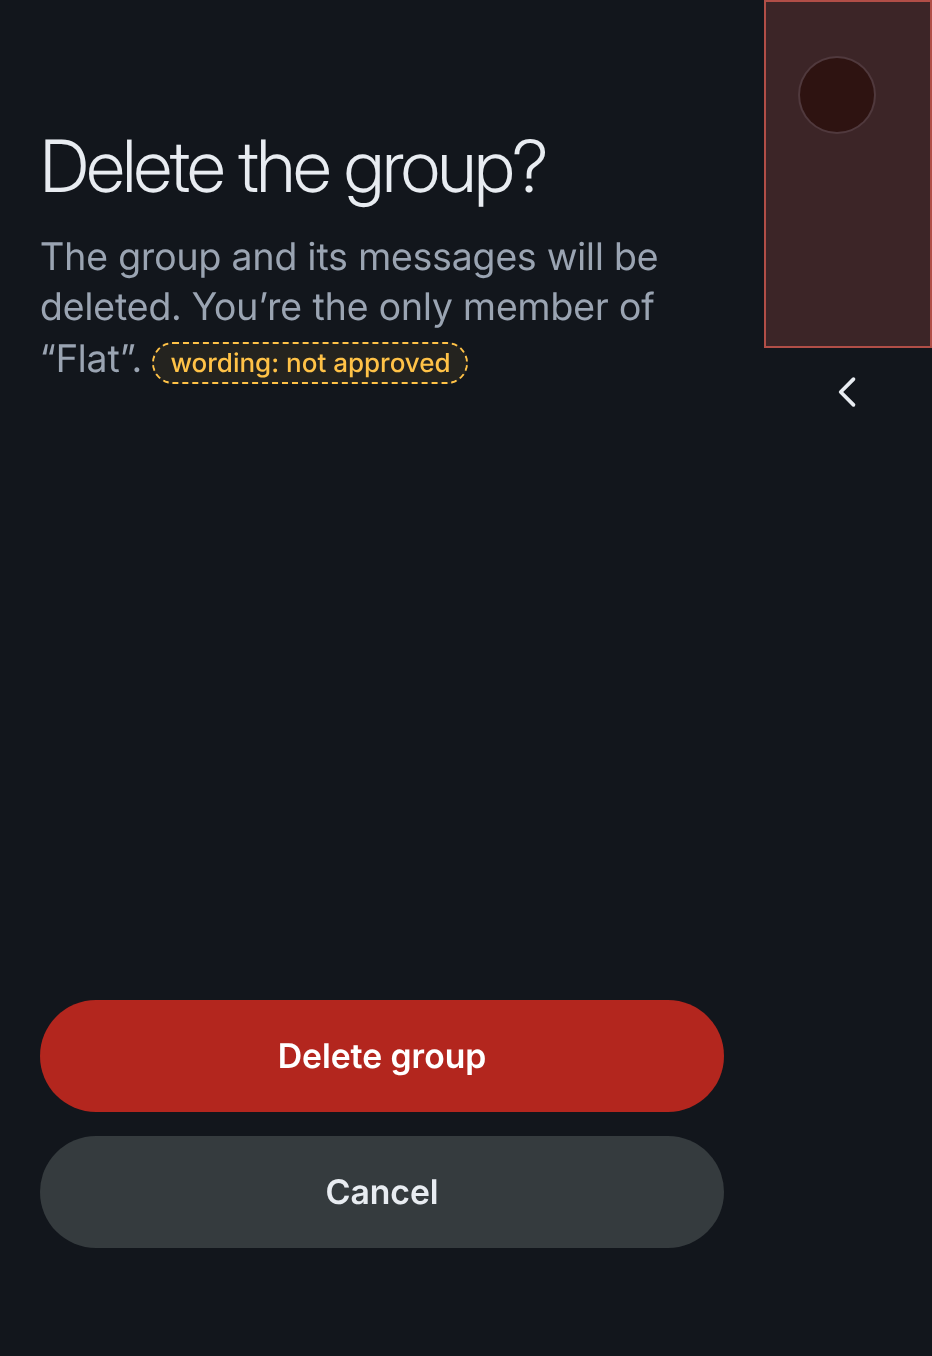 Delete the group?
The group and its messages will be
deleted. You’re the only member of
“Flat”. wording: not approved
Delete group
Cancel